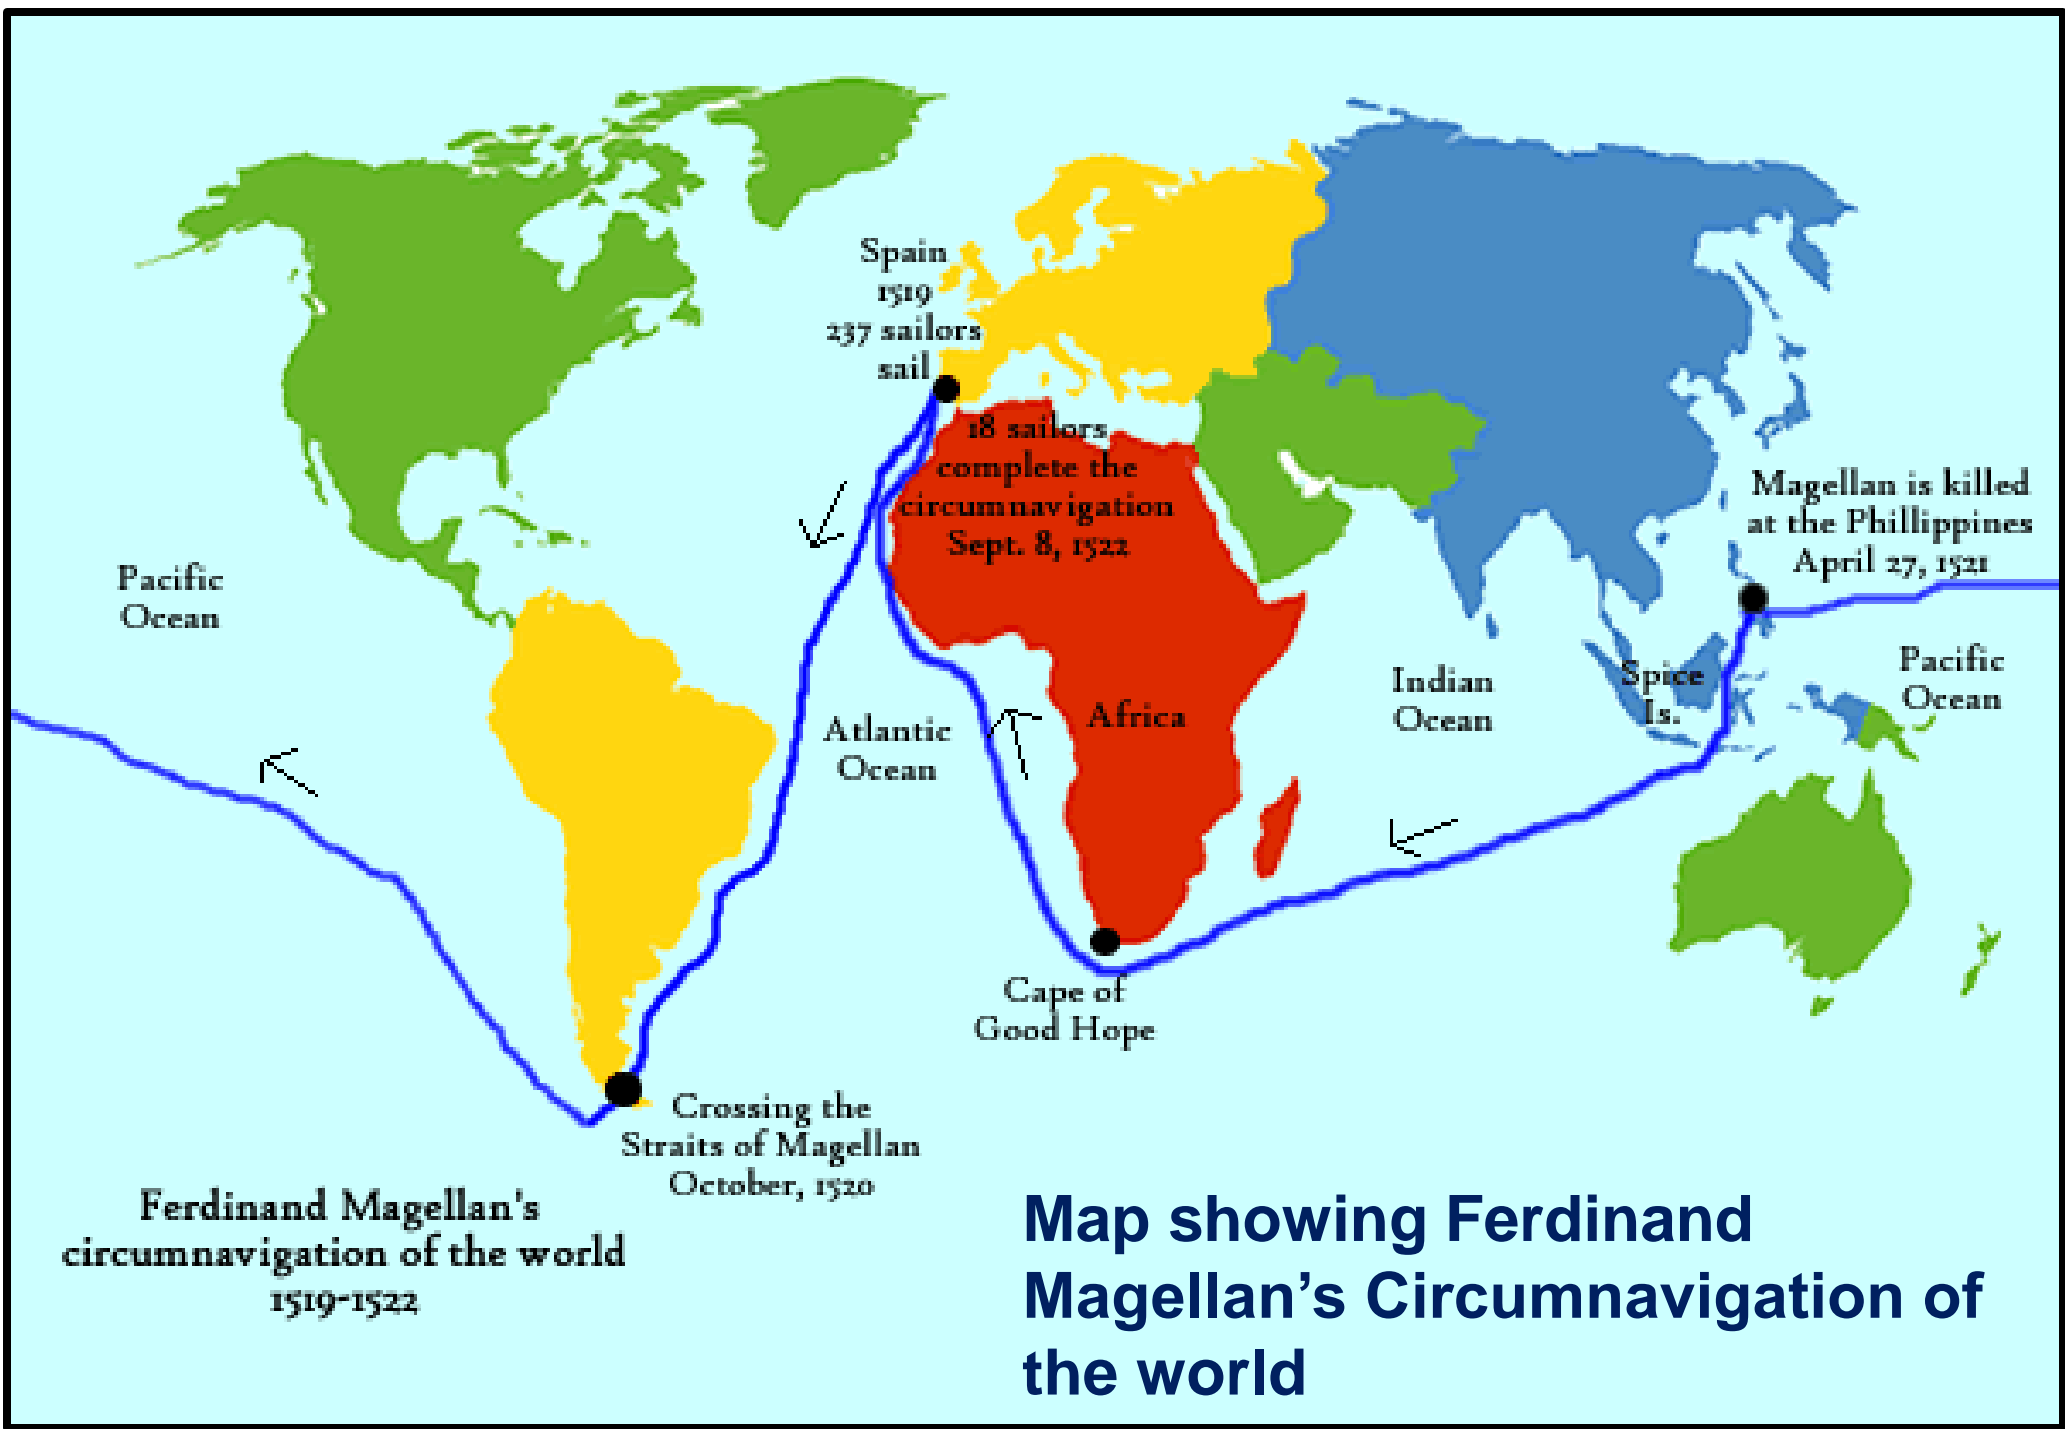 Spain
1519
237 sailors
sail
18 sailors
complete the
circumnavigation
Sept. 8, 1522
Magellan is killed
at the Phillippines
April 27, 1521
Pacific
Ocean
Atlantic
Ocean
Africa
Indian
Ocean
Spice
Is.
Pacific
Ocean
Cape of
Good Hope
Crossing the
Straits of Magellan
October, 1520
Ferdinand Magellan's
circumnavigation of the world
1519-1522
Map showing Ferdinand
Magellan’s Circumnavigation of
the world